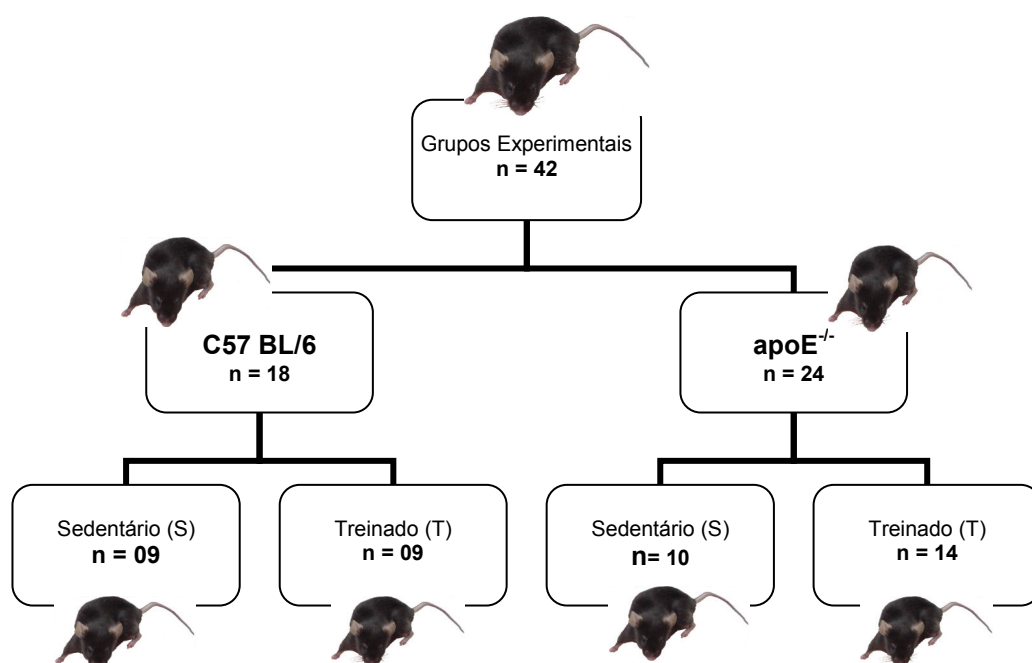 Grupos Experimentais
n = 42
C57 BL/6
n = 18
apoE-/-
n = 24
Sedentário (S)
n = 09
Treinado (T)
n = 09
Sedentário (S)
n= 10
Treinado (T)
n = 14